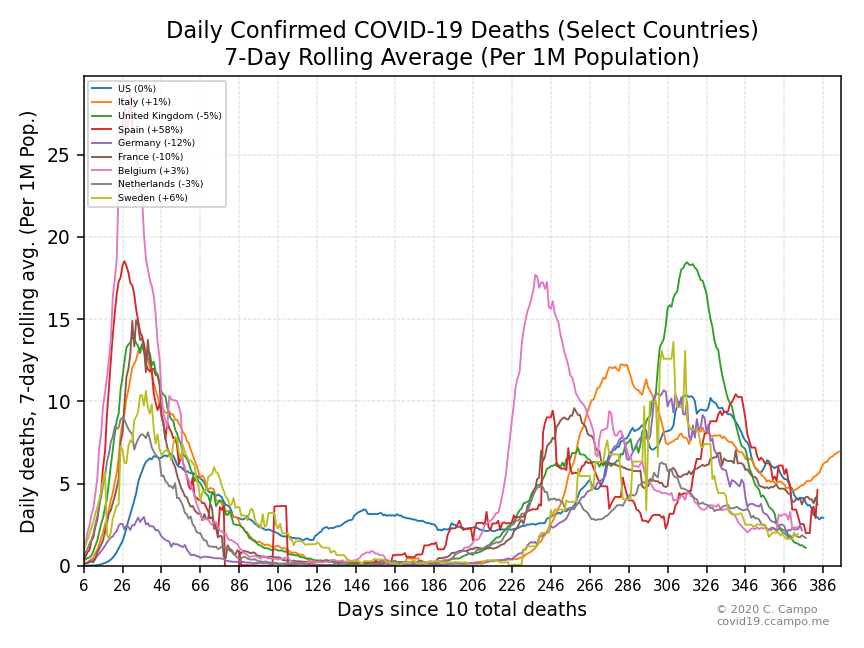 Daily Confirmed COVID-19 Deaths (Select Countries)
7-Day Rolling Average (Per 1M Population)
Daily deaths, 7-day rolling avg. (Per 1M Pop.)
US (0%)
Italy (+1%)
United Kingdom (-5%)
Spain (+58%)
Germany (-12%)
France (-10%)
Belgium (+3%)
Netherlands (-3%)
Sweden (+6%)
25
20
15
10
5
0
6 26 46 66 86 106 126 146 166 186 206 226 246 266 286 306 326 346 366 386
Days since 10 total deaths
© 2020 C. Campo
covid19.ccampo.me